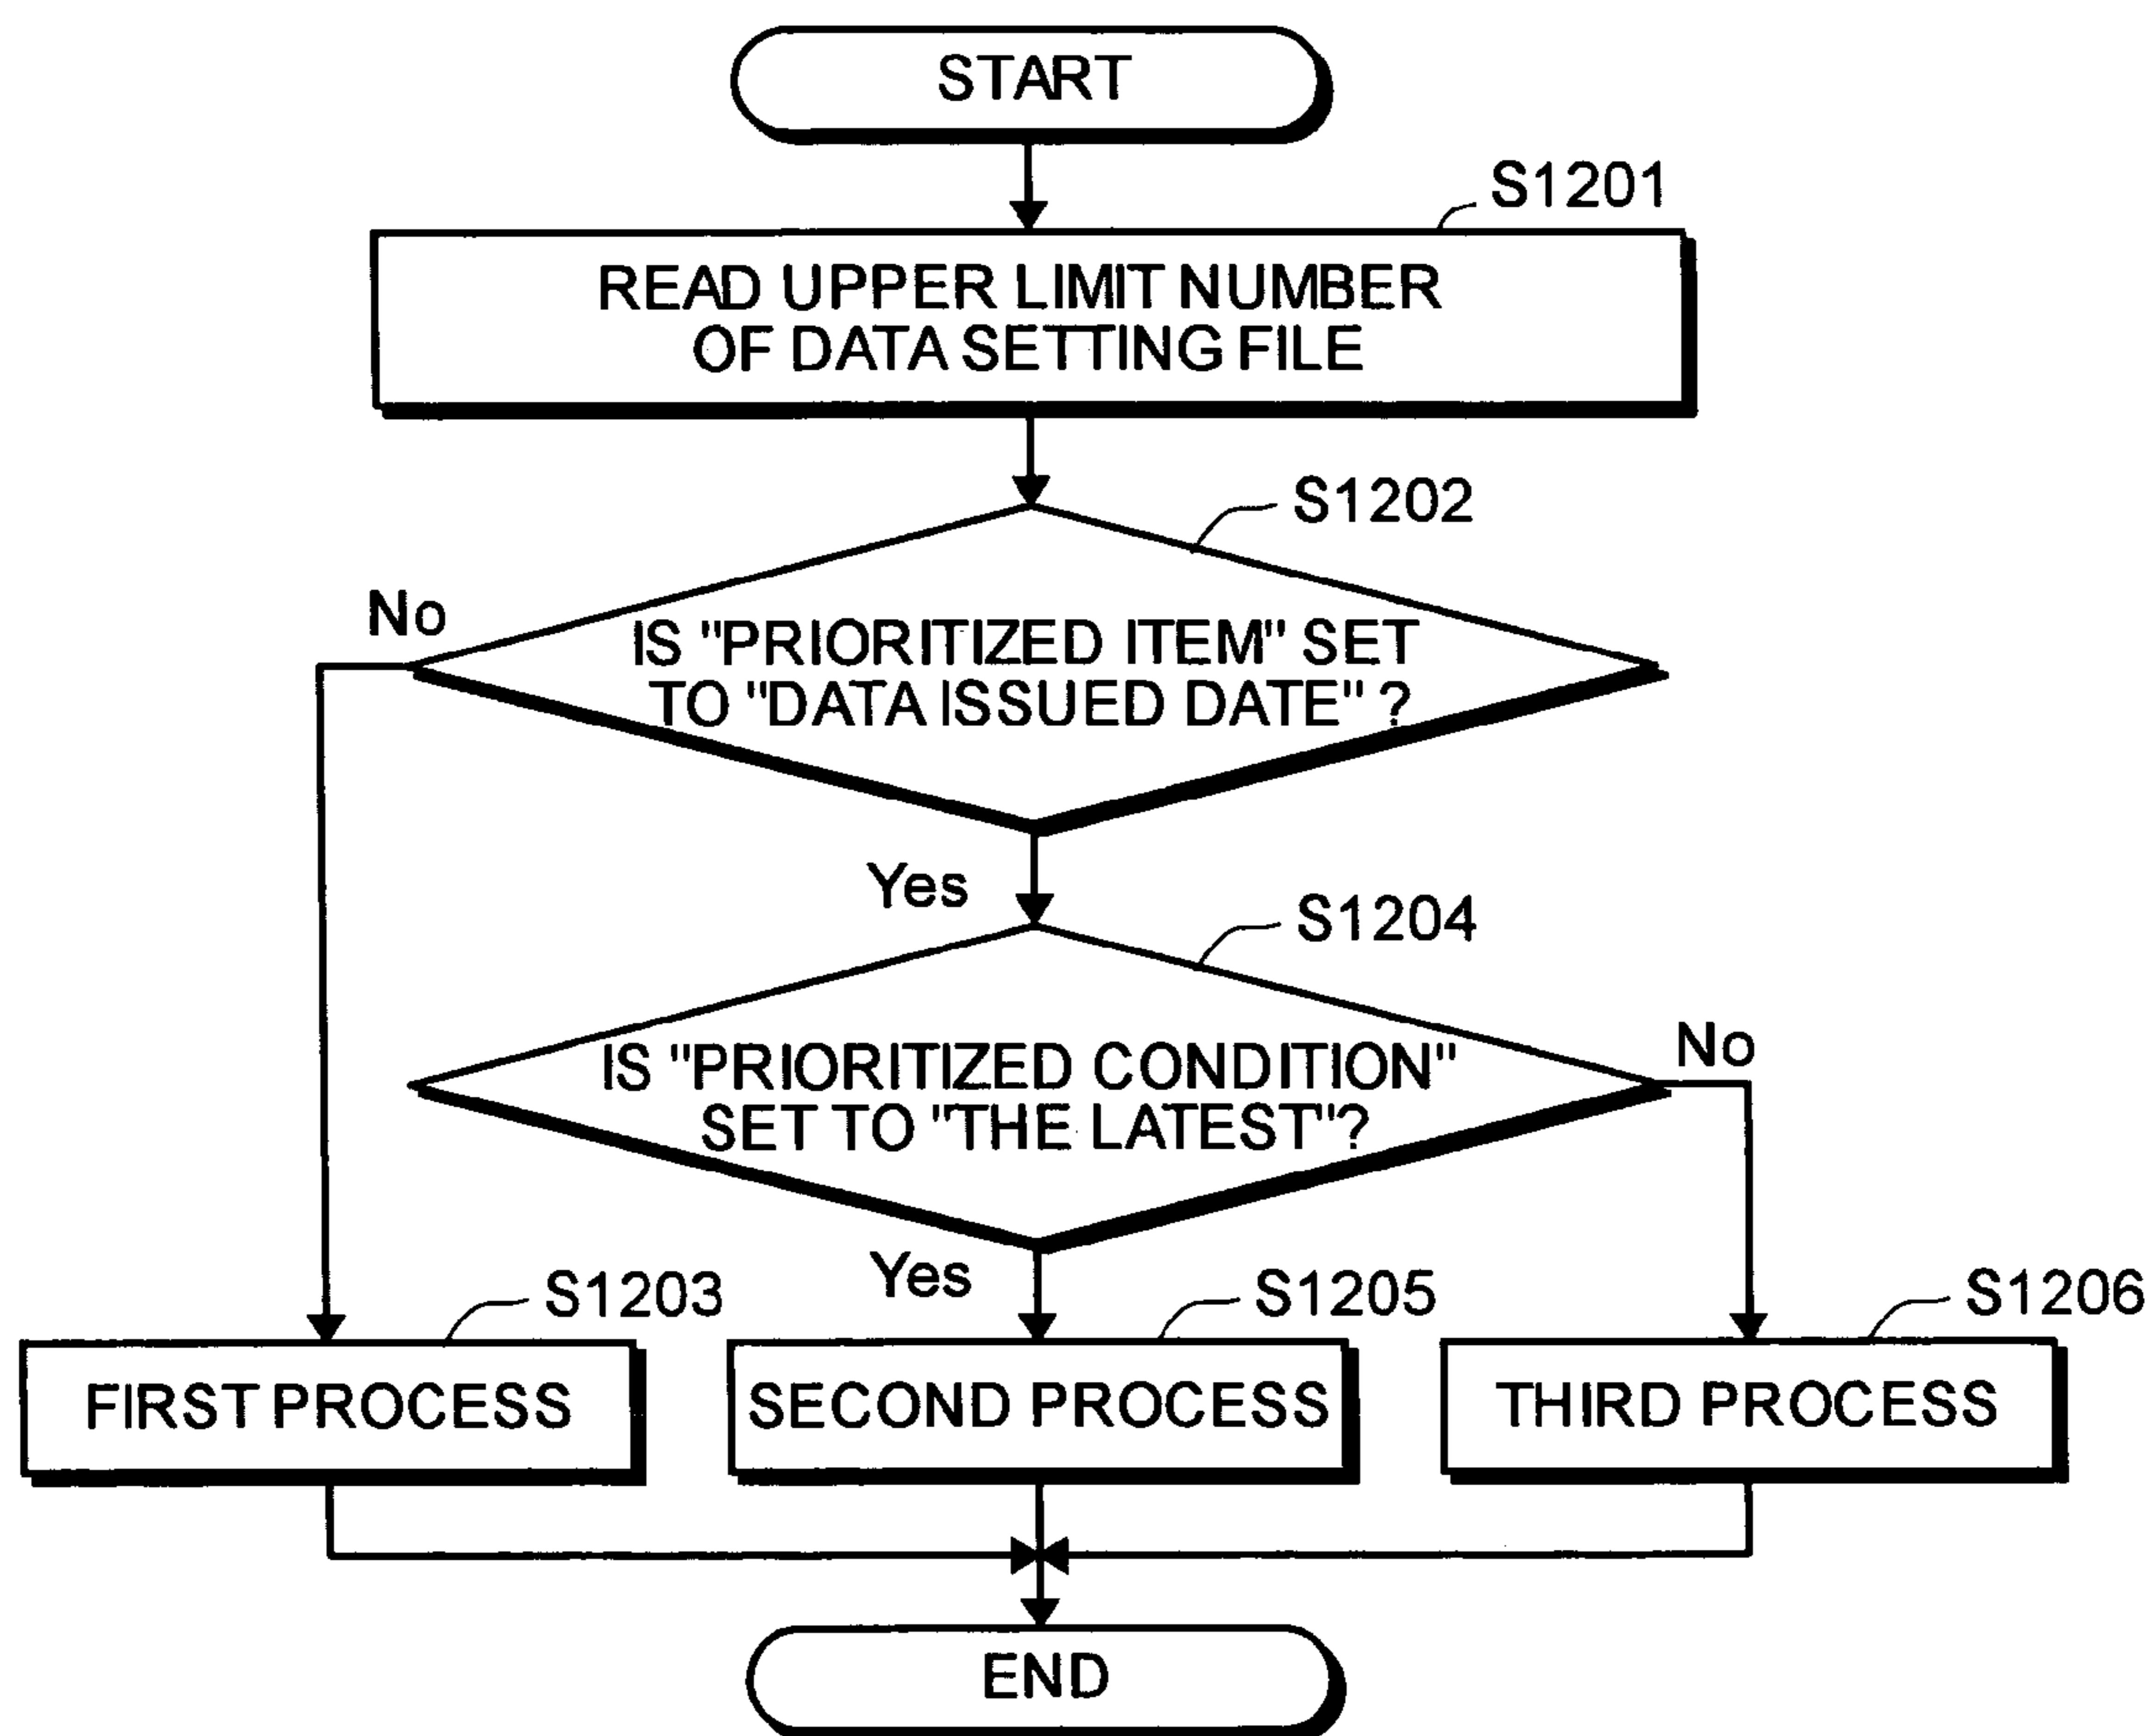 START
S1201
READ UPPER LIMIT NUMBER
OF DATA SETTING FILE
S1202
No
IS "PRIORITIZED ITEM" SET
TO "DATA ISSUED DATE" ?
Yes
S1204
No
IS "PRIORITIZED CONDITION"
SET TO "THE LATEST"?
Yes
S1203
S1205
S1206
FIRST PROCESS
SECOND PROCESS
THIRD PROCESS
END